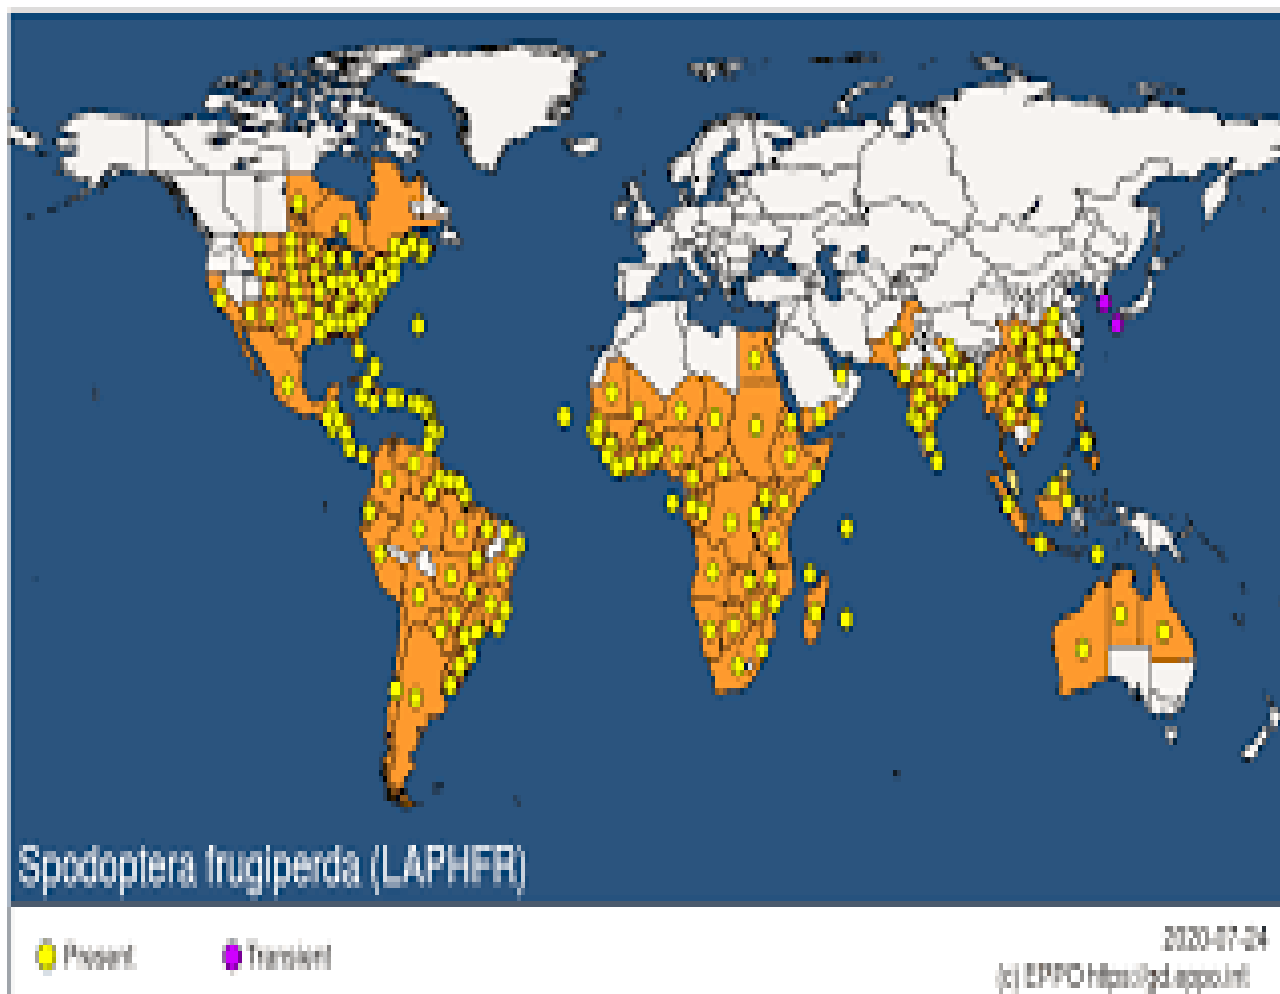 Spodoptera frugiperda (LAPHFR)
Present
Transient
2020-07-24
(c) EPPO https://gd.eppo.int